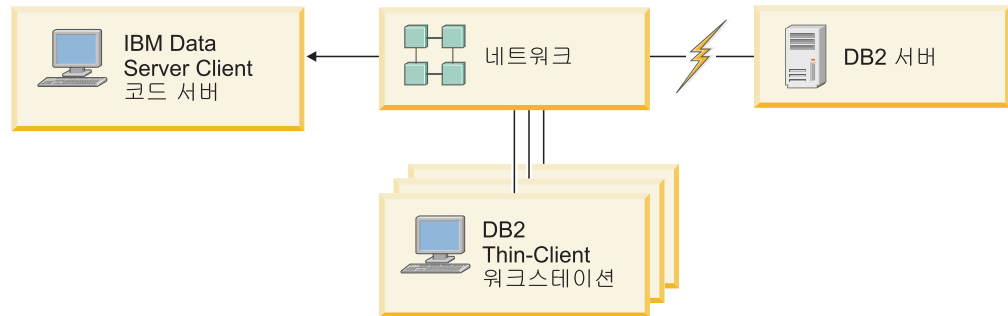 IBM Data
Server Client
코드 서버
네트워크
DB2 서버
DB2
Thin-Client
워크스테이션